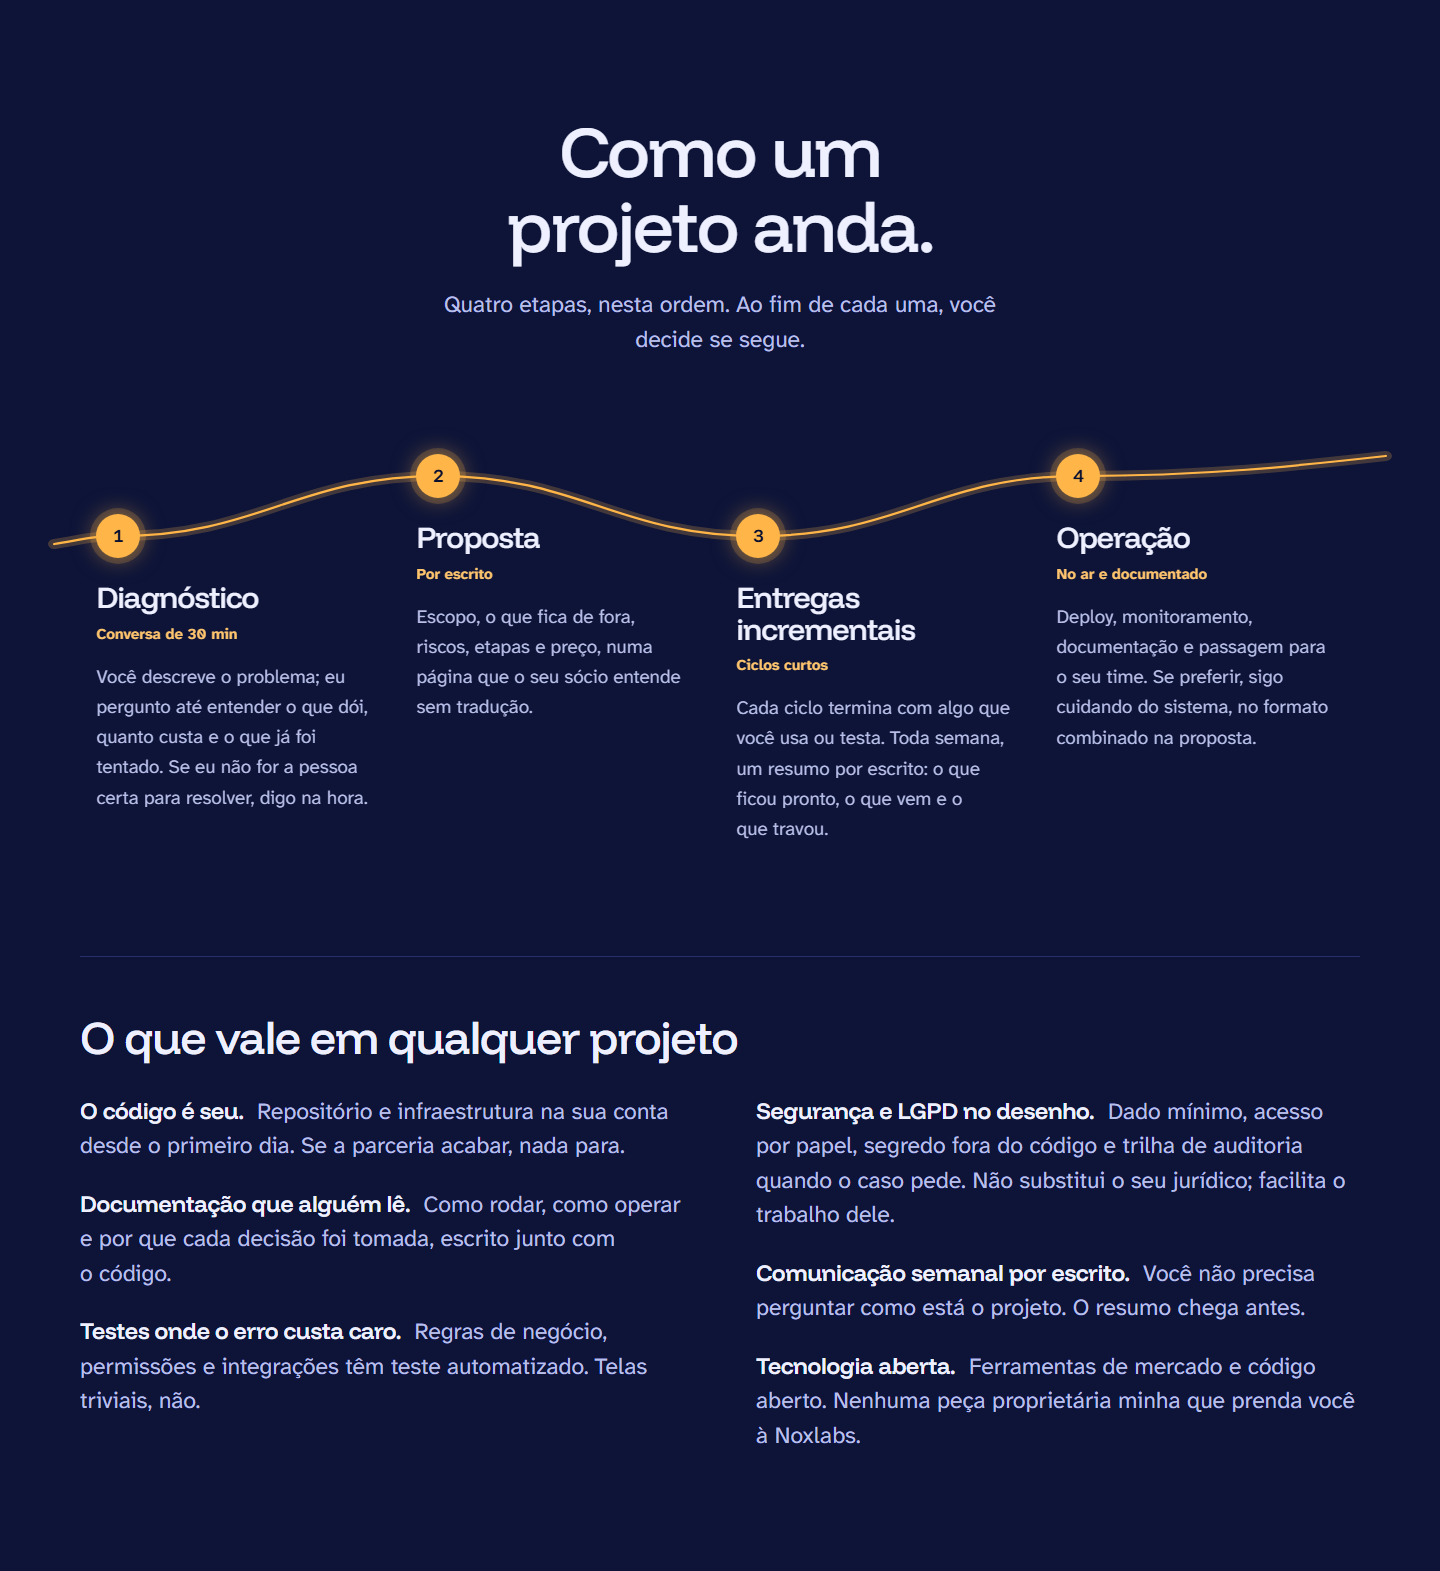 Como um
projeto anda.
Quatro etapas, nesta ordem. Ao fim de cada uma, você
decide se segue.
1
Diagnóstico
Conversa de 30 min
Você descreve o problema; eu
pergunto até entender o que dói,
quanto custa e o que já foi
tentado. Se eu não for a pessoa
certa para resolver, digo na hora.
2
Proposta
Por escrito
Escopo, o que fica de fora,
riscos, etapas e preço, numa
página que o seu sócio entende
sem tradução.
3
Entregas
incrementais
Ciclos curtos
Cada ciclo termina com algo que
você usa ou testa. Toda semana,
um resumo por escrito: o que
ficou pronto, o que vem e o
que travou.
4
Operação
No ar e documentado
Deploy, monitoramento,
documentação e passagem para
o seu time. Se preferir, sigo
cuidando do sistema, no formato
combinado na proposta.
O que vale em qualquer projeto
O código é seu. Repositório e infraestrutura na sua conta
desde o primeiro dia. Se a parceria acabar, nada para.
Documentação que alguém lê. Como rodar, como operar
e por que cada decisão foi tomada, escrito junto com
o código.
Testes onde o erro custa caro. Regras de negócio,
permissões e integrações têm teste automatizado. Telas
triviais, não.
Segurança e LGPD no desenho. Dado mínimo, acesso
por papel, segredo fora do código e trilha de auditoria
quando o caso pede. Não substitui o seu jurídico; facilita o
trabalho dele.
Comunicação semanal por escrito. Você não precisa
perguntar como está o projeto. O resumo chega antes.
Tecnologia aberta. Ferramentas de mercado e código
aberto. Nenhuma peça proprietária minha que prenda você
à Noxlabs.